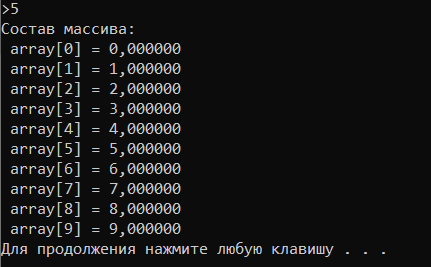 >5
Состав массива:
array[0] = 0,000000
array[1] = 1,000000
array[2] = 2,000000
array[3] = 3,000000
array[4] = 4,000000
array[5] = 5,000000
array[6] = 6,000000
array[7] = 7,000000
array[8] = 8,000000
array[9] = 9,000000
Для продолжения нажмите любую клавишу . . .